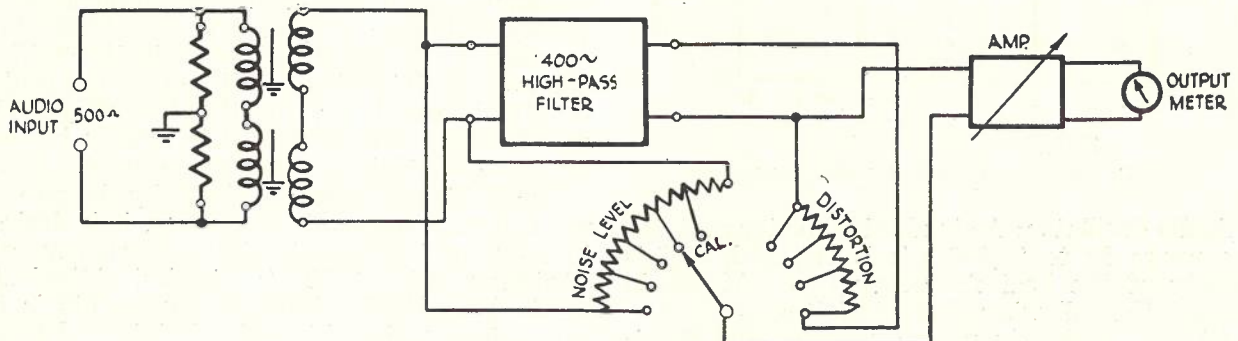 AUDIO
INPUT
500~
400~
HIGH-PASS
FILTER
AMP.
OUTPUT
METER
NOISE LEVEL
CAL.
DISTORTION